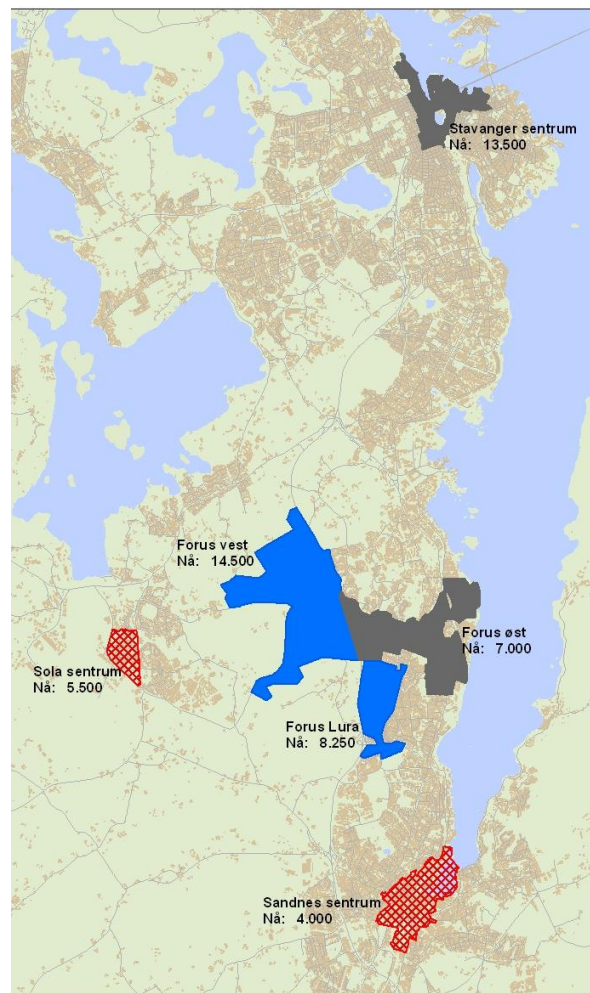 Stavanger sentrum
Nå: 13.500
Forus vest
Nå: 14.500
Forus øst
Nå: 7.000
Sola sentrum
Nå: 5.500
Forus Lura
Nå: 8.250
Sandnes sentrum
Nå: 4.000